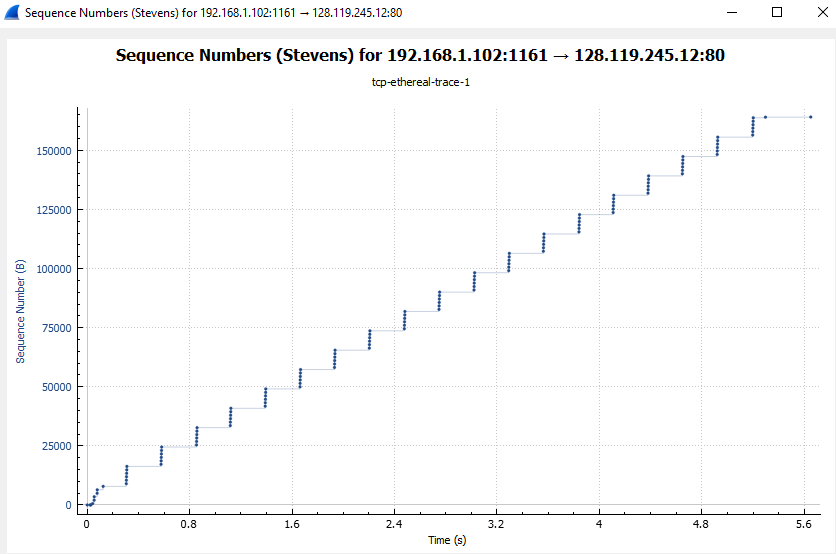 Sequence Numbers (Stevens) for 192.168.1.102:1161 → 128.119.245.12:80
Sequence Numbers (Stevens) for 192.168.1.102:1161 → 128.119.245.12:80
tcp-ethereal-trace-1
Sequence Number (B)
150000
125000
100000
75000
50000
25000
0
0 0.8 1.6 2.4 3.2 4 4.8 5.6
Time (s)